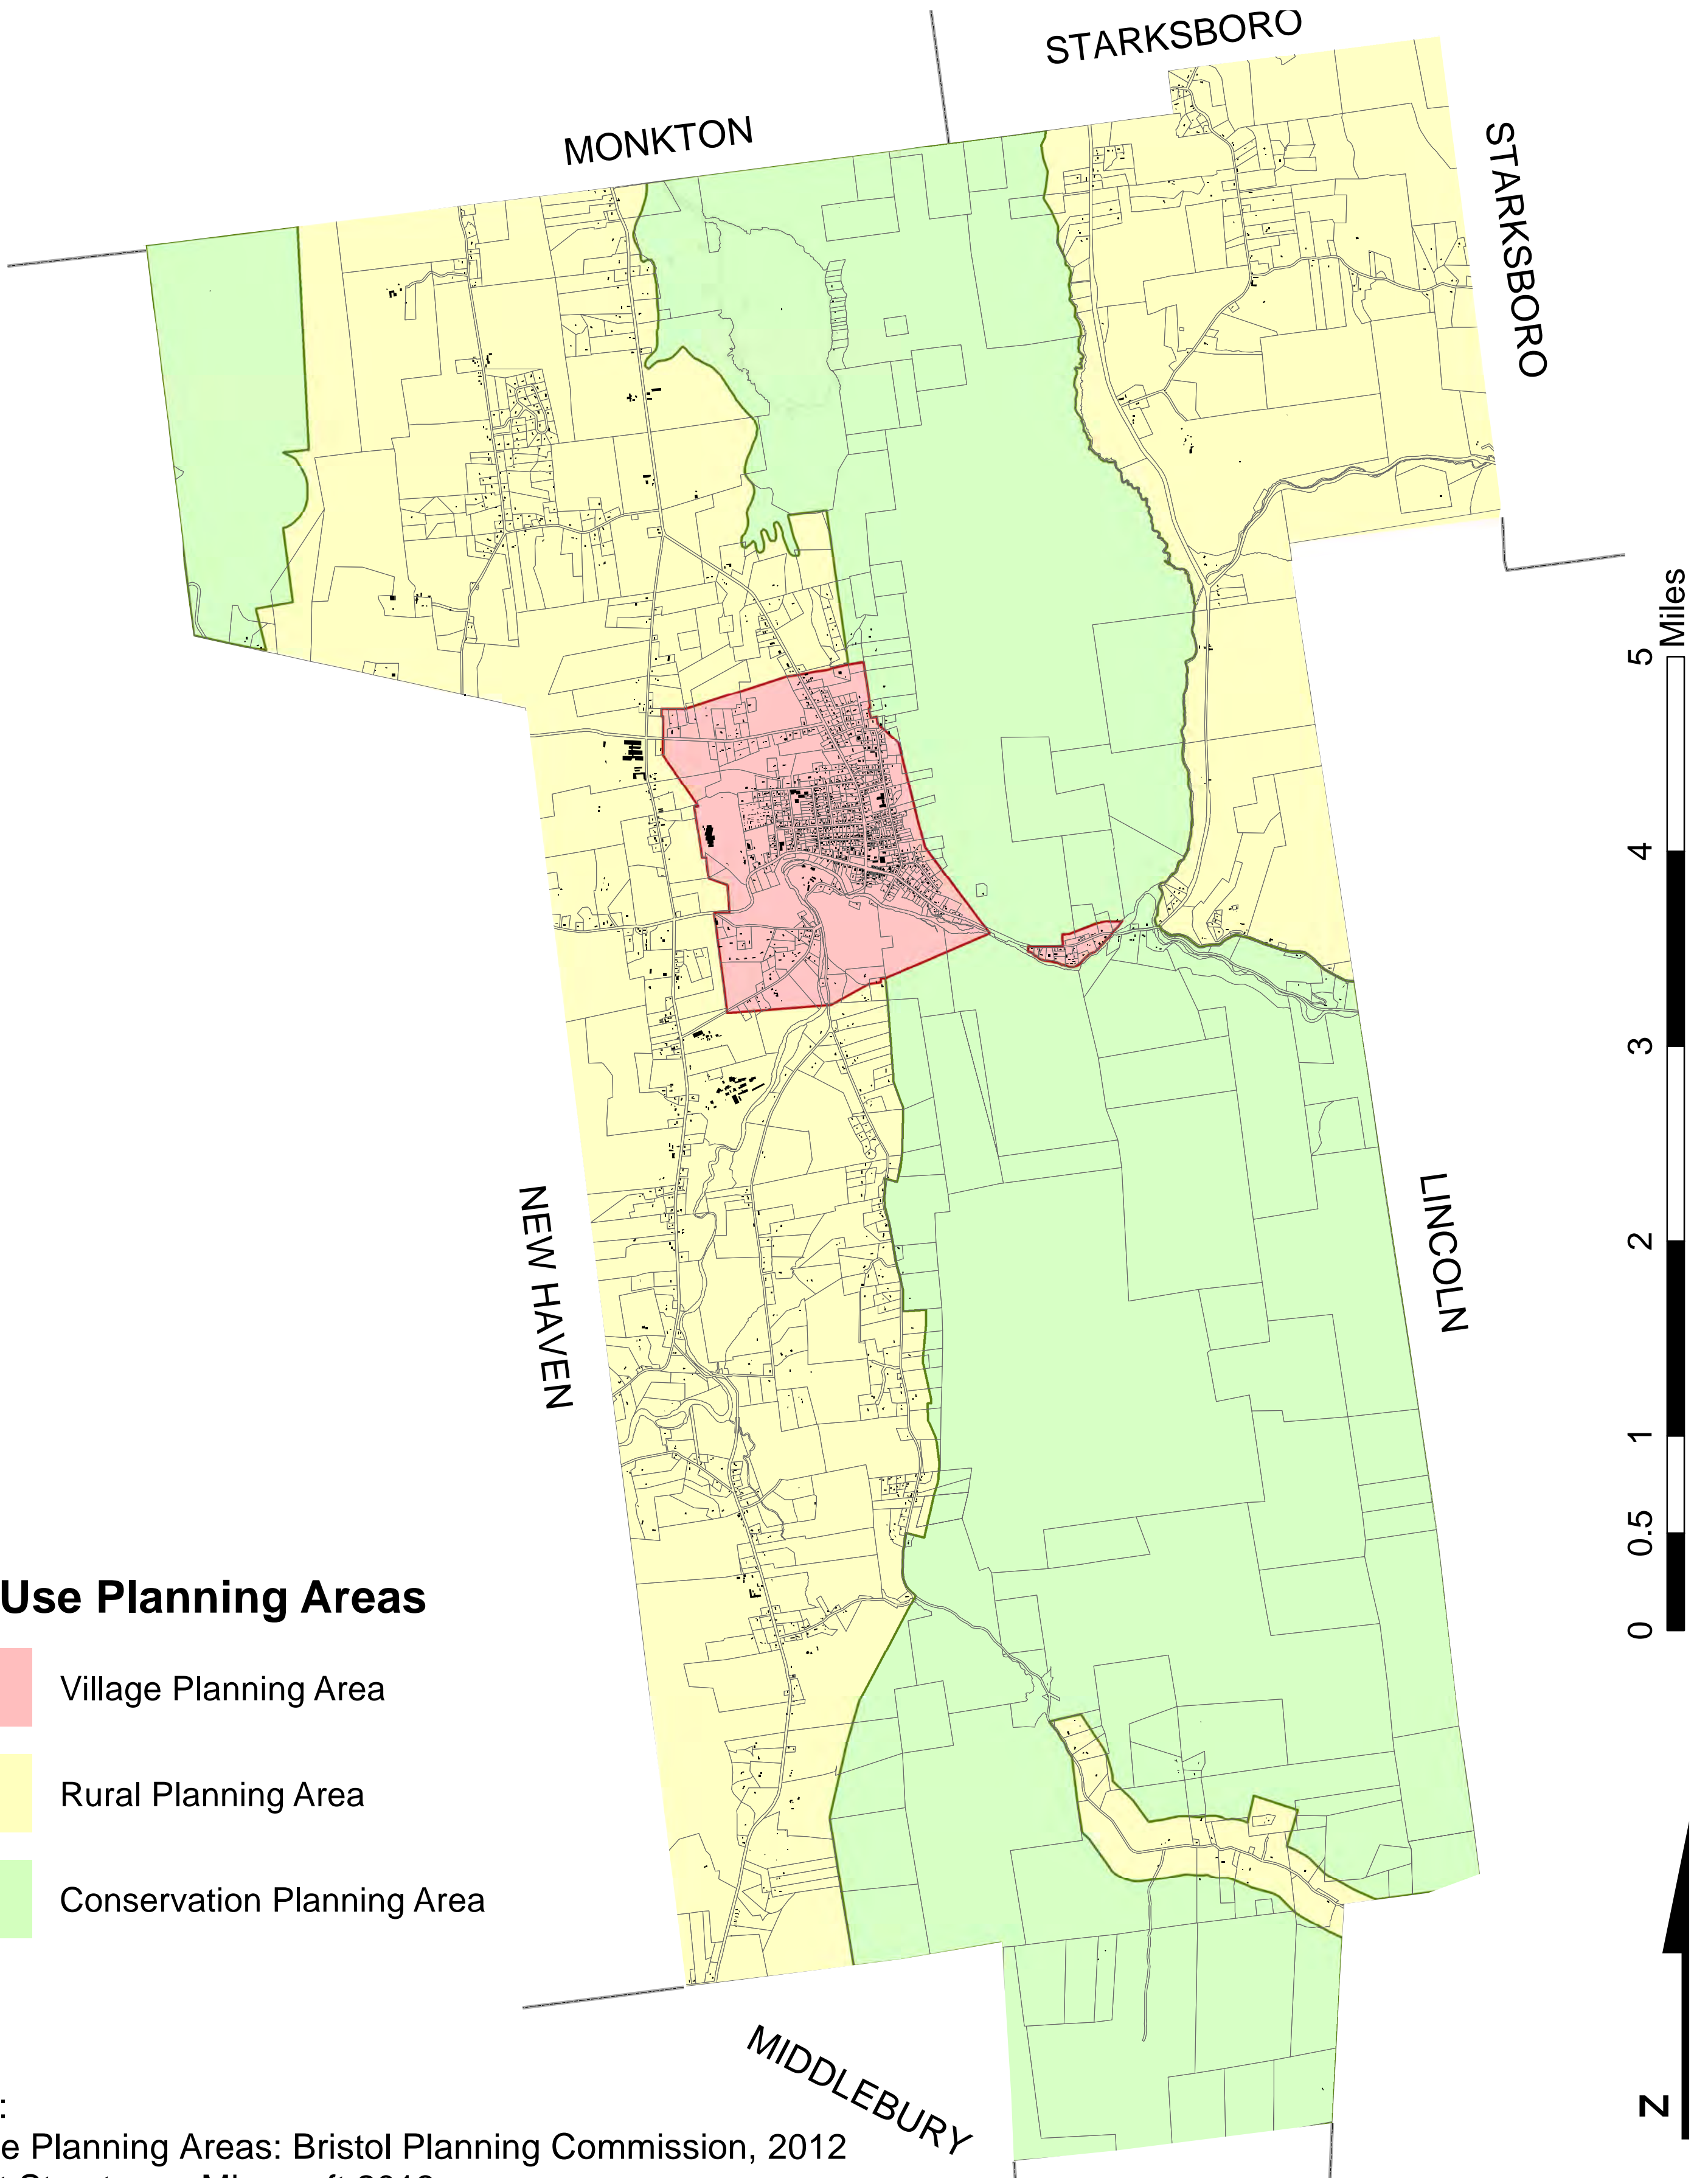 STARKSBORO
MONKTON
STARKSBORO
5 Miles
4
3
2
1
0.5
0
NEW HAVEN
LINCOLN
Use Planning Areas
Village Planning Area
Rural Planning Area
Conservation Planning Area
MIDDLEBURY
N
:
e Planning Areas: Bristol Planning Commission, 2012